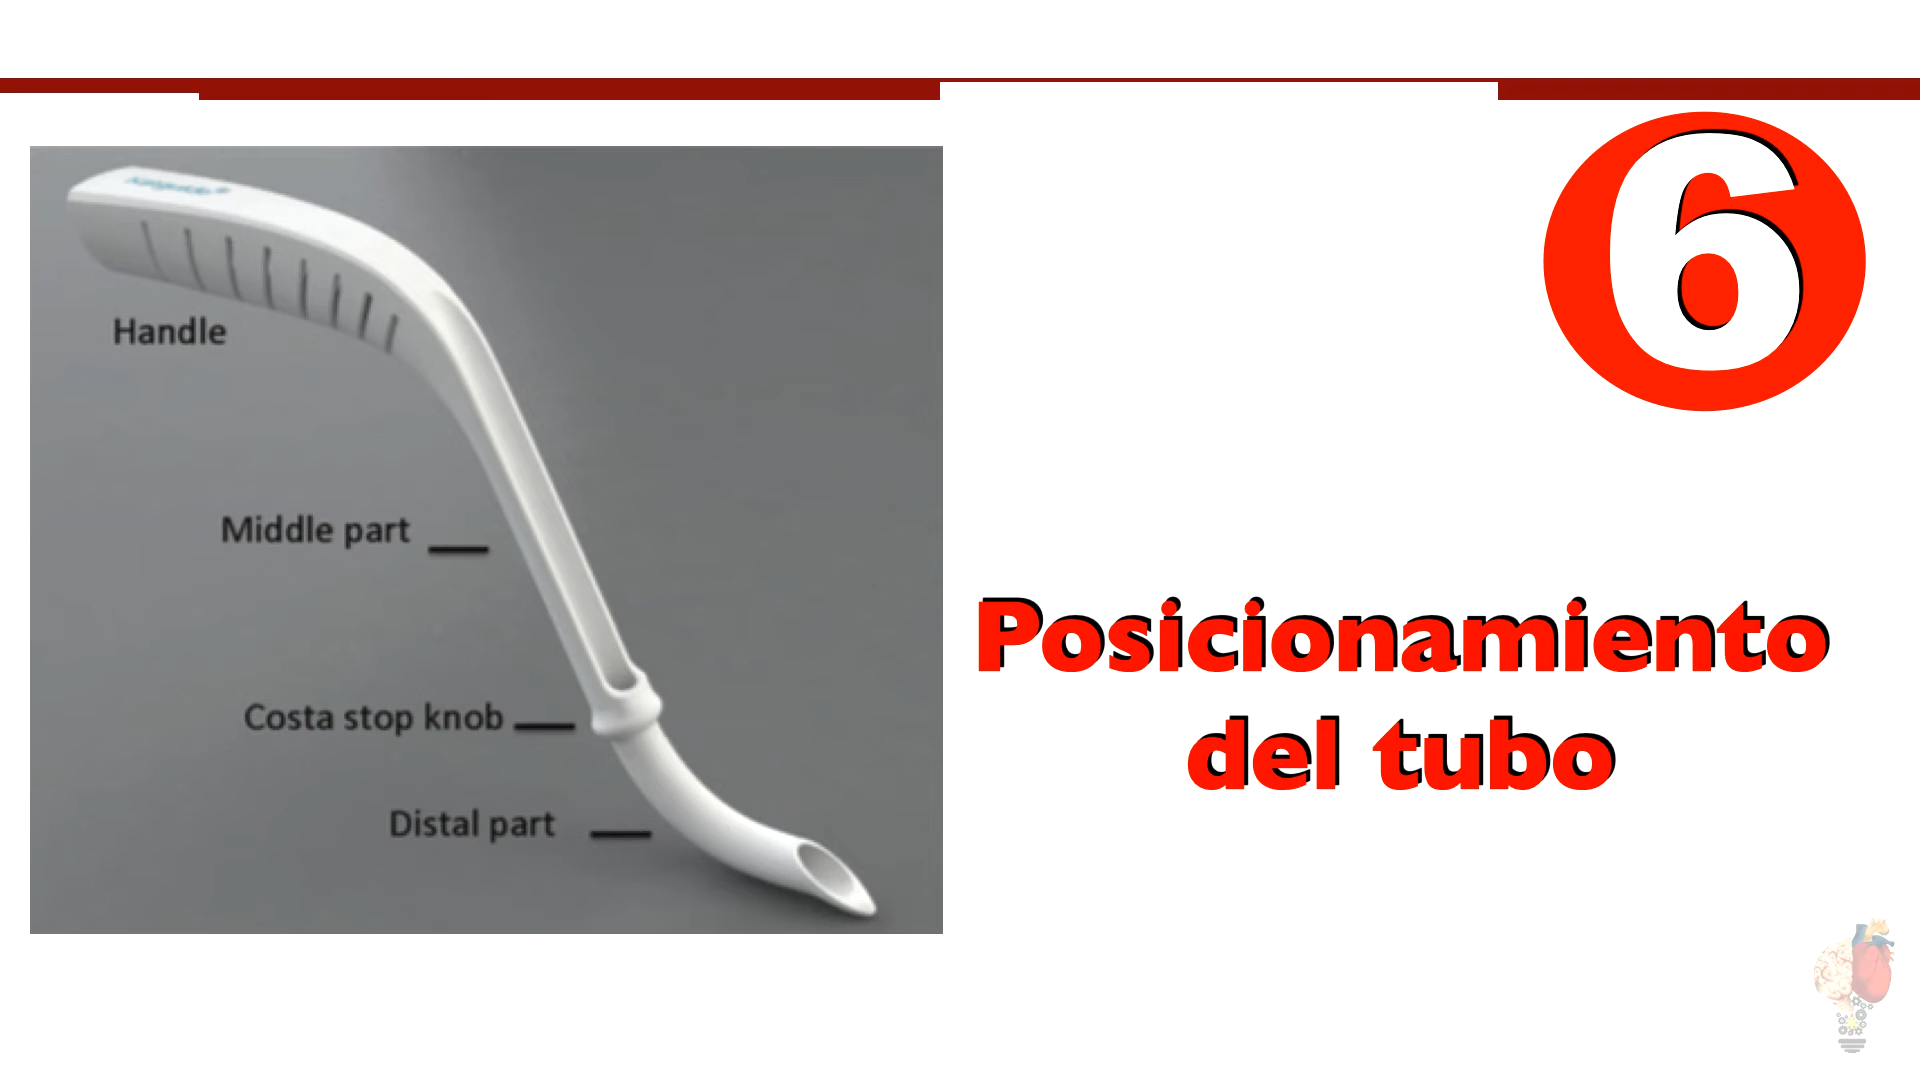 6
Handle
Middle part
Costa stop knob
Distal part
Posicionamiento
del tubo